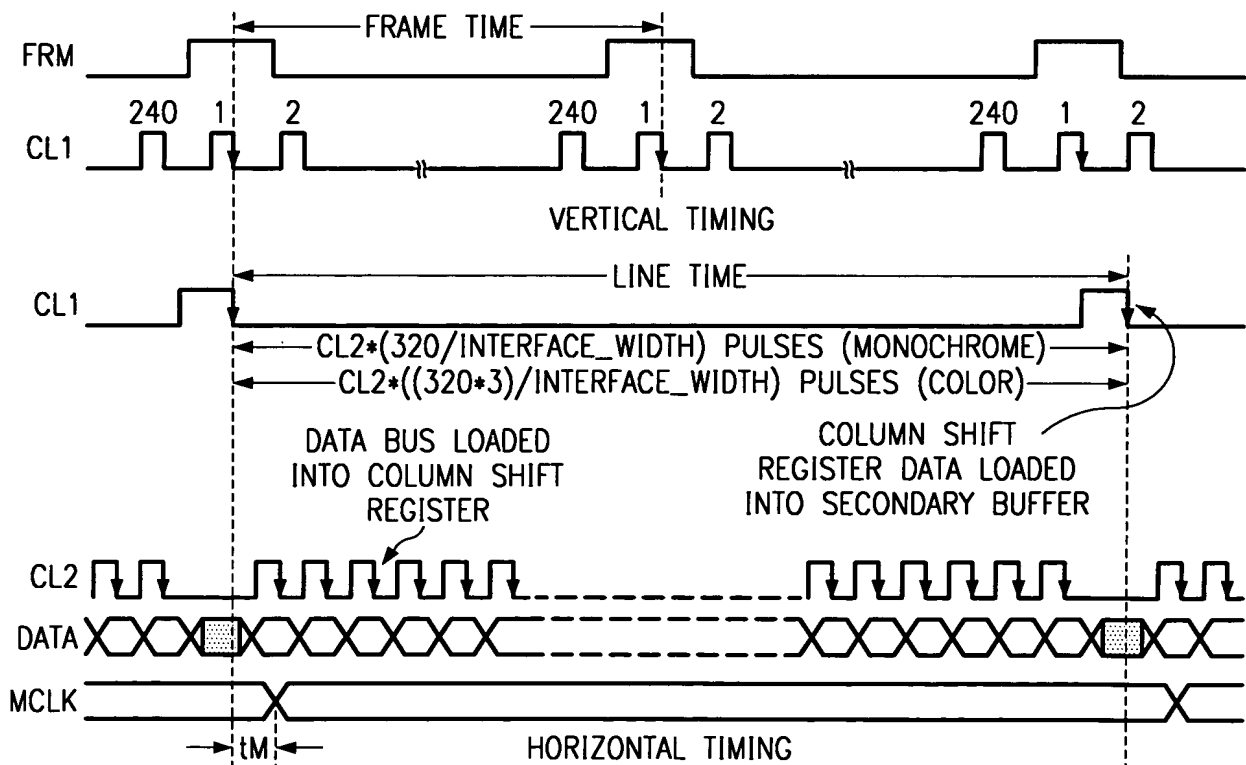 FRAME TIME
FRM
240 1 2 240 1 2 240 1 2
CL1
VERTICAL TIMING
LINE TIME
CL1
CL2*(320/INTERFACE_WIDTH) PULSES (MONOCHROME)
CL2*((320*3)/INTERFACE_WIDTH) PULSES (COLOR)
DATA BUS LOADED
INTO COLUMN SHIFT
REGISTER
COLUMN SHIFT
REGISTER DATA LOADED
INTO SECONDARY BUFFER
CL2
DATA
MCLK
tM
HORIZONTAL TIMING